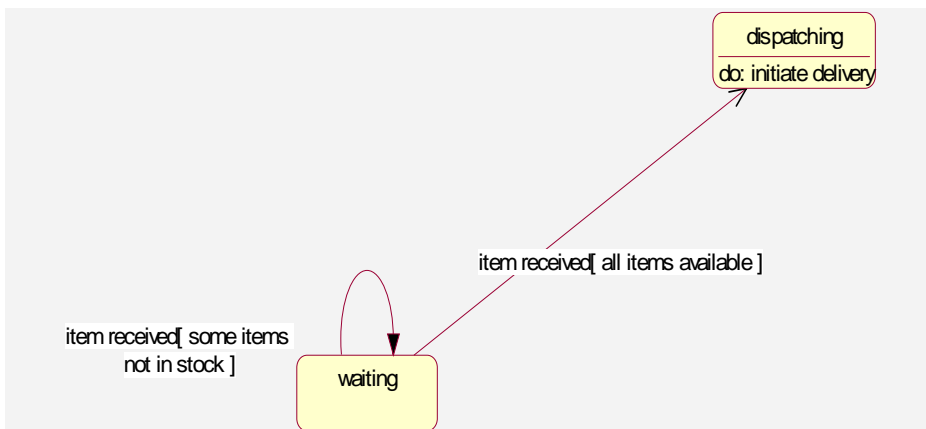 dispatching
do: initiate delivery
item received[ all items available ]
item received[ some items
not in stock ]
waiting